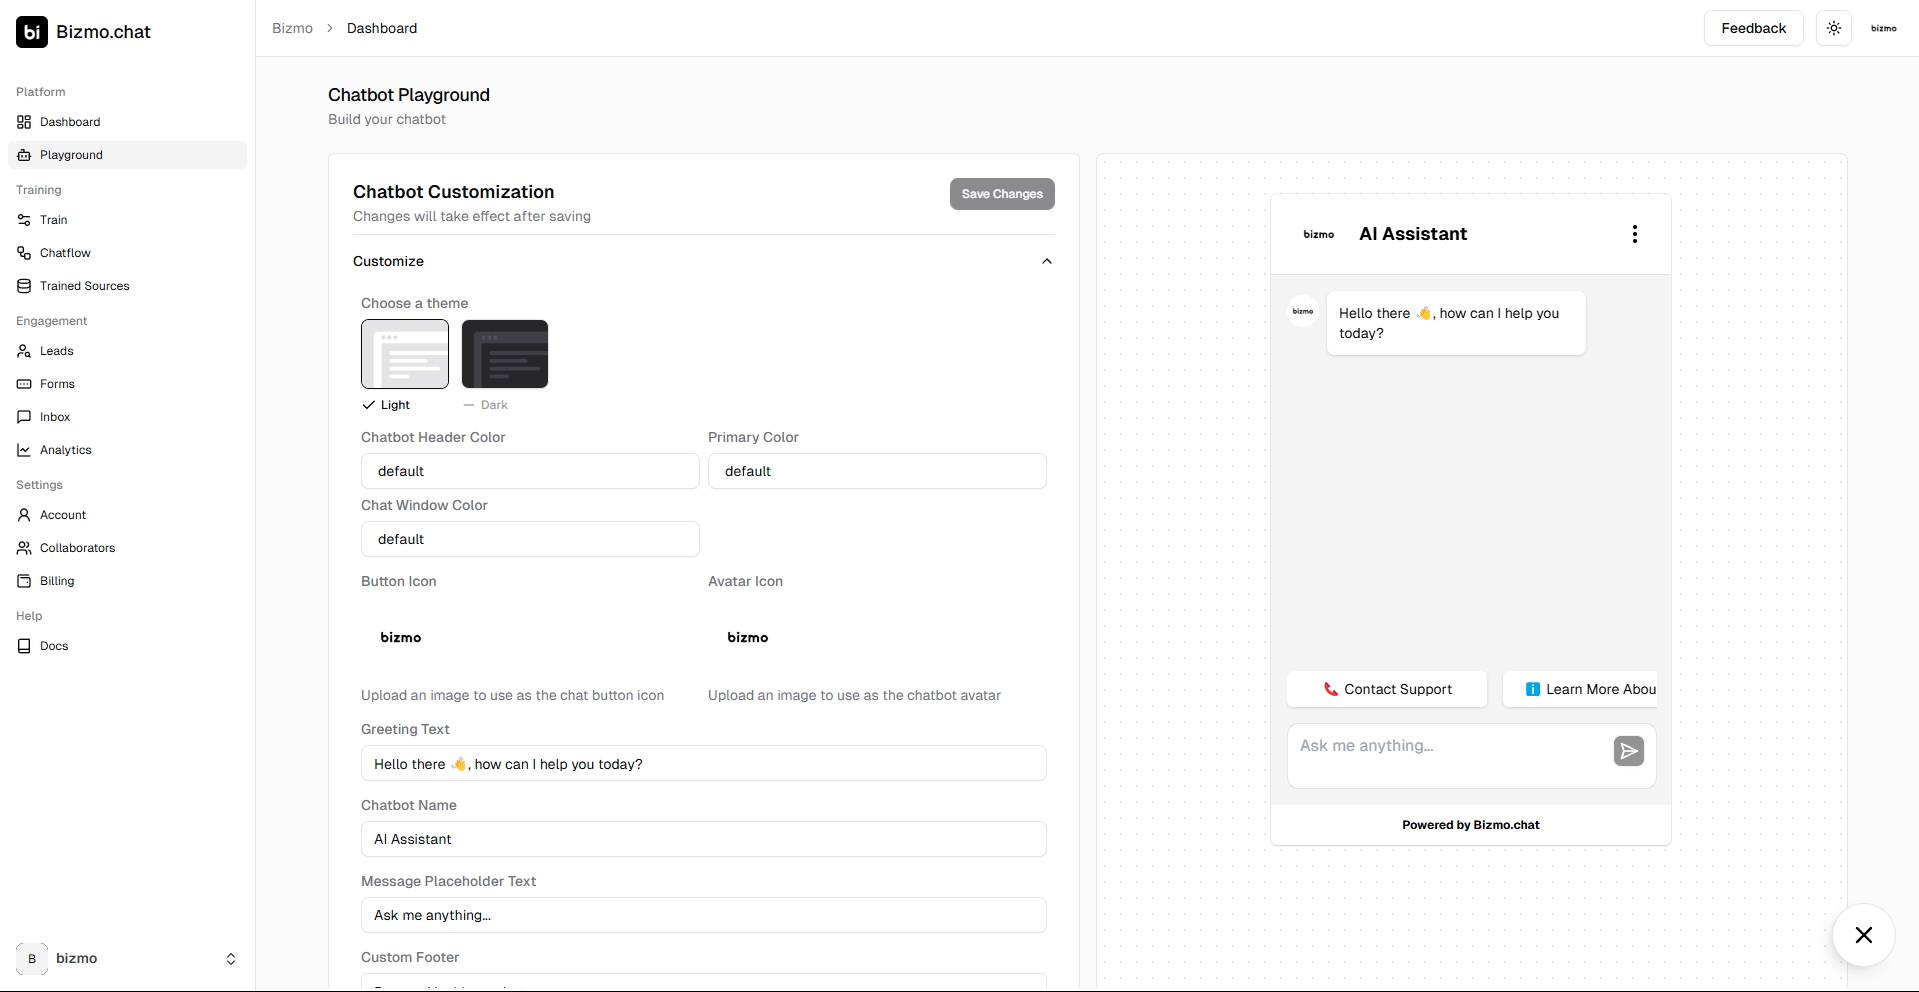 bi Bizmo.chat
Platform
Dashboard
Playground
Training
Train
Chatflow
Trained Sources
Engagement
Leads
Forms
Inbox
Analytics
Settings
Account
Collaborators
Billing
Help
Docs
B bizmo
Bizmo > Dashboard
Feedback
bizmo
Chatbot Playground
Build your chatbot
Chatbot Customization
Changes will take effect after saving
Save Changes
Customize
Choose a theme
Light
Dark
Chatbot Header Color
Primary Color
default
default
Chat Window Color
default
Button Icon
Avatar Icon
bizmo
bizmo
Upload an image to use as the chat button icon
Upload an image to use as the chatbot avatar
Greeting Text
Hello there 👋, how can I help you today?
Chatbot Name
AI Assistant
Message Placeholder Text
Ask me anything...
Custom Footer
bizmo AI Assistant
bizmo
Hello there 👋, how can I help you
today?
📞 Contact Support
ℹ️ Learn More Abou
Ask me anything...
Powered by Bizmo.chat